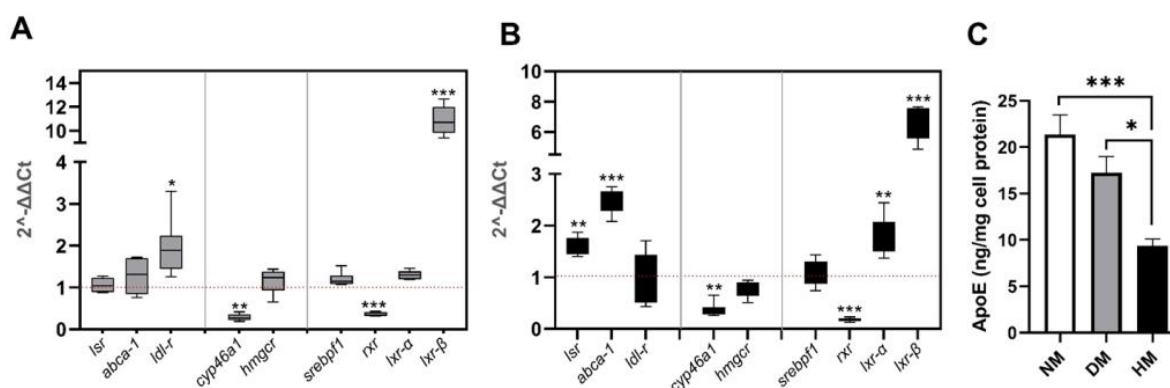 A
2^-ΔΔCt
14
12
10
4
3
2
1
0
*
**
***
***
lsr
abca-1
ldl-r
cyp46a1
hmgcr
srebpf1
rxr
lxr-α
lxr-β
B
2^-ΔΔCt
10
8
6
3
2
1
0
**
***
**
***
**
***
lsr
abca-1
ldl-r
cyp46a1
hmgcr
srebpf1
rxr
lxr-α
lxr-β
C
ApoE (ng/mg cell protein)
25
20
15
10
5
0
***
*
NM
DM
HM